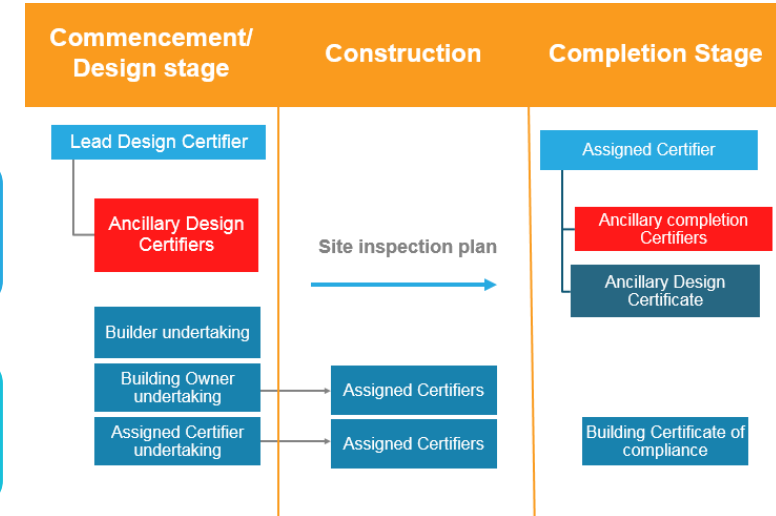 Commencement/
Design stage
Construction
Completion Stage
Lead Design Certifier
Ancillary Design
Certifiers
Builder undertaking
Building Owner
undertaking
Assigned Certifier
undertaking
Site inspection plan
Assigned Certifiers
Assigned Certifiers
Assigned Certifier
Ancillary completion
Certifiers
Ancillary Design
Certificate
Building Certificate of
compliance